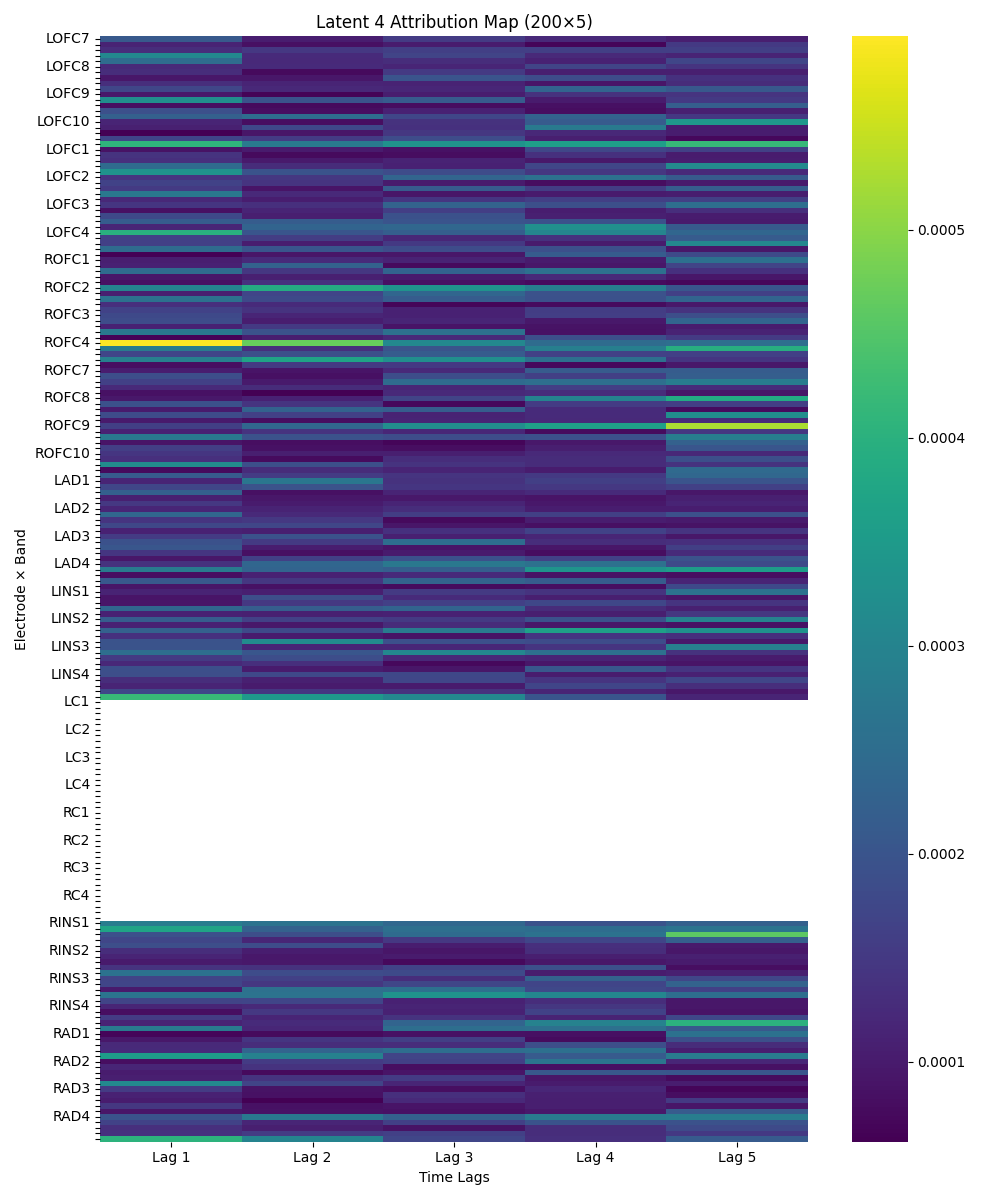 Latent 4 Attribution Map (200×5)
LOFC7
LOFC8
LOFC9
LOFC10
LOFC1
LOFC2
LOFC3
LOFC4
ROFC1
ROFC2
ROFC3
ROFC4
ROFC7
ROFC8
ROFC9
ROFC10
LAD1
LAD2
LAD3
LAD4
LINS1
LINS2
LINS3
LINS4
LC1
LC2
LC3
LC4
RC1
RC2
RC3
RC4
RINS1
RINS2
RINS3
RINS4
RAD1
RAD2
RAD3
RAD4
Electrode × Band
Lag 1
Lag 2
Lag 3
Lag 4
Lag 5
Time Lags
0.0005
0.0004
0.0003
0.0002
0.0001